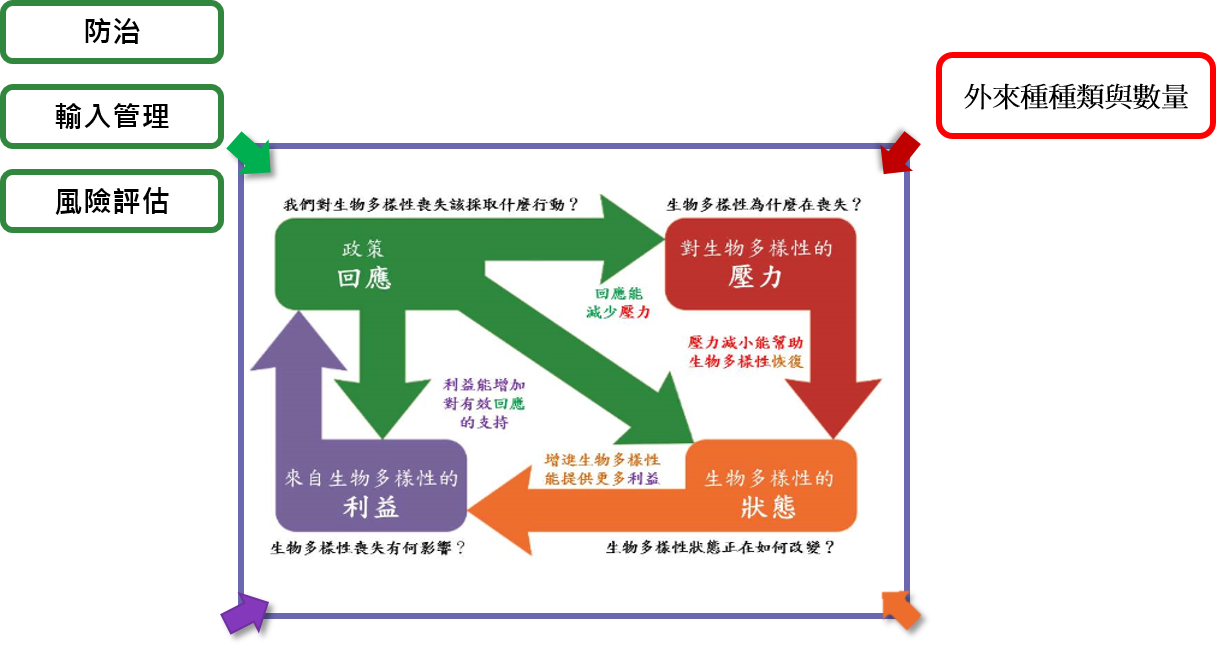 防治
輸入管理
風險評估
外來種種類與數量
我們對生物多樣性喪失該採取什麼行動？
生物多樣性為什麼在喪失？
政策
回應
對生物多樣性的
壓力
回應能
減少壓力
壓力減小能幫助
生物多樣性恢復
利益能增加
對有效回應
的支持
增進生物多樣性
能提供更多利益
來自生物多樣性的
利益
生物多樣性的
狀態
生物多樣性喪失有何影響？
生物多樣性狀態正在如何改變？